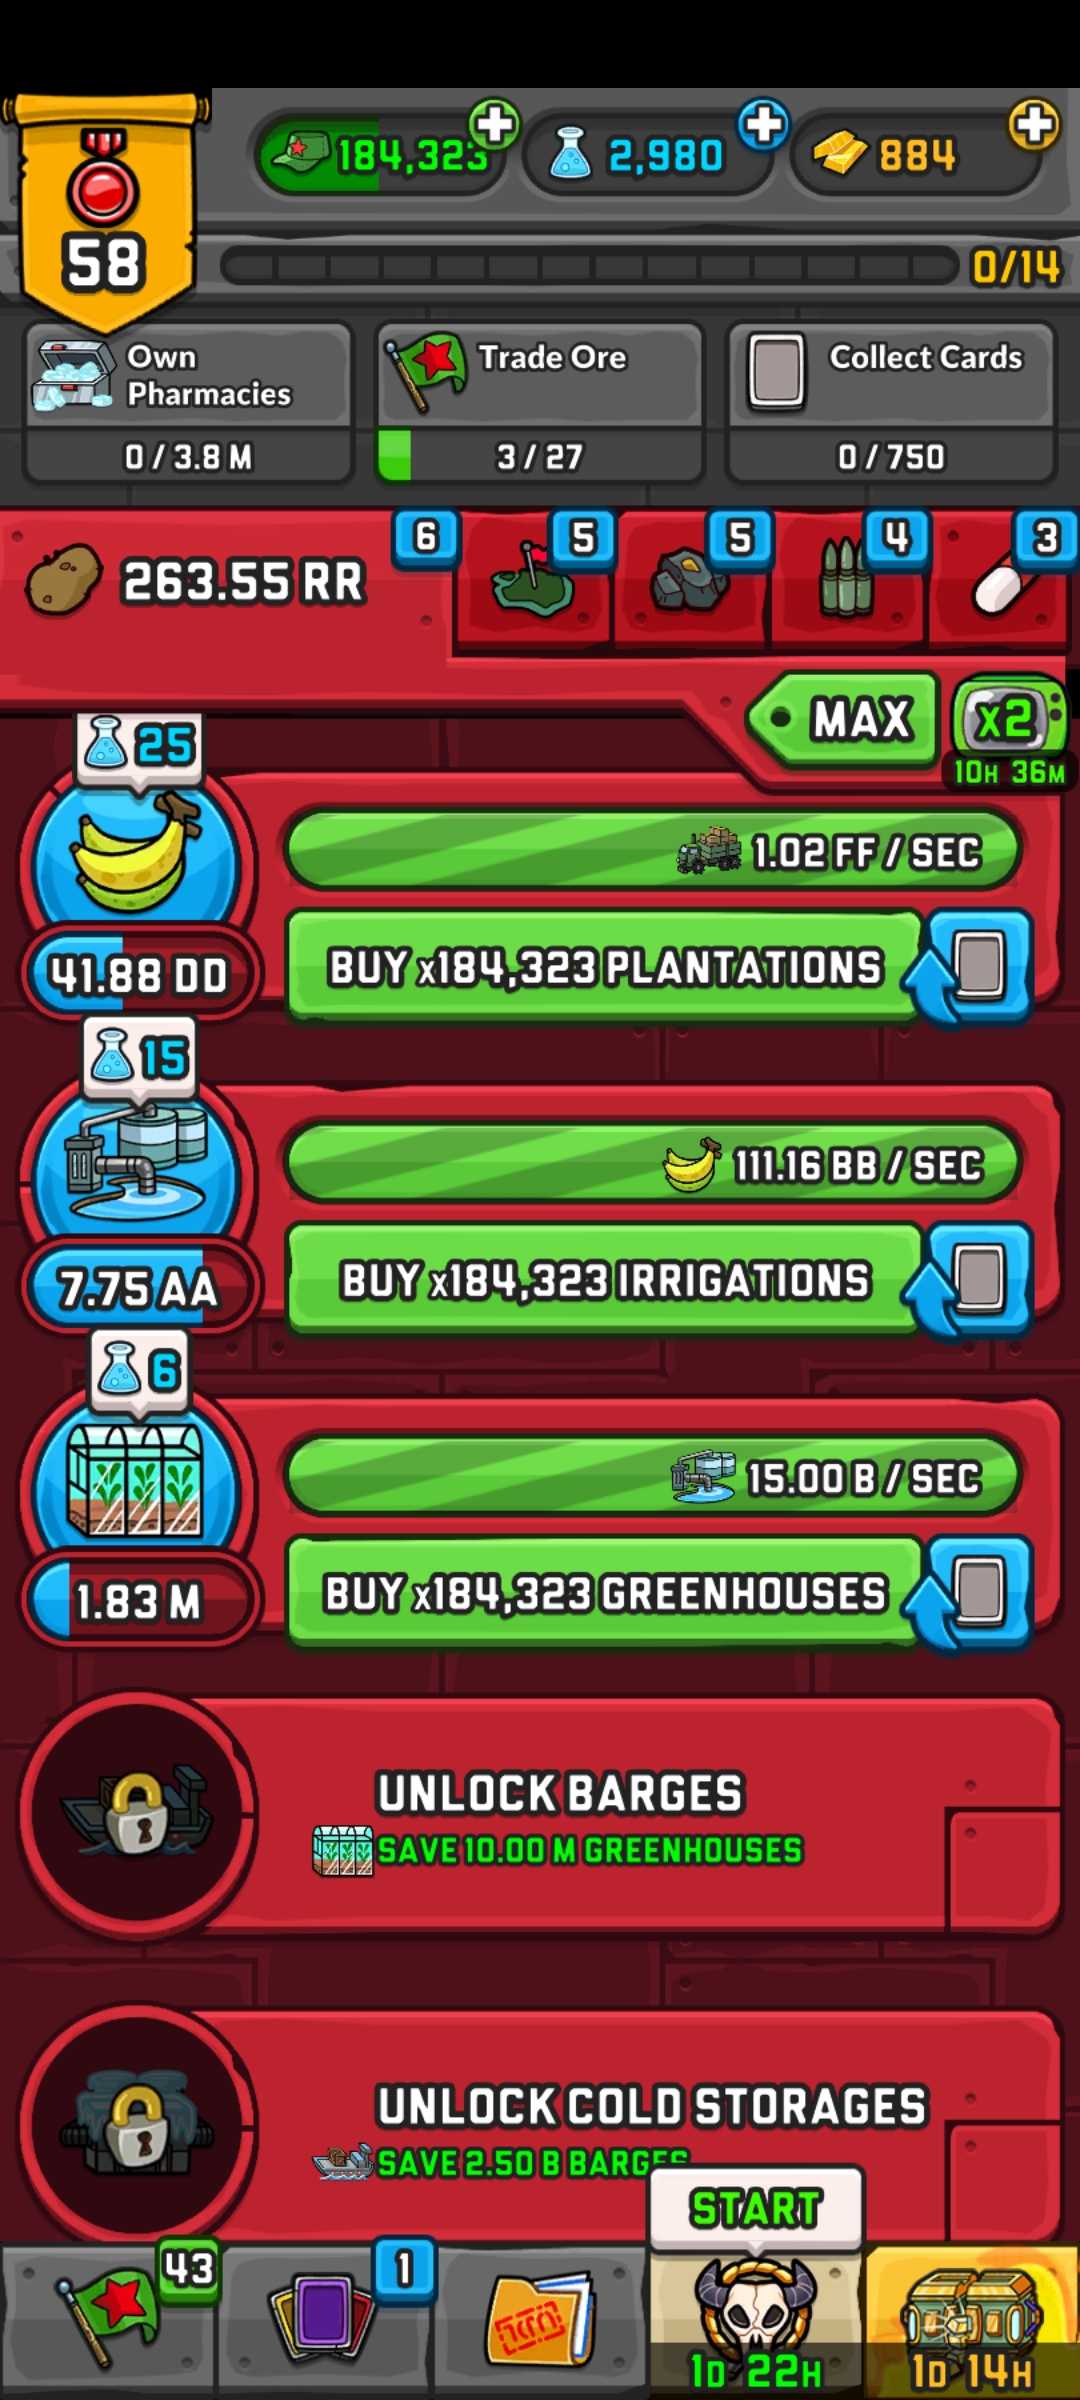 184,323
2,980
884
58
0/14
Own
Pharmacies
0 / 3.8 M
Trade Ore
3 / 27
Collect Cards
0 / 750
263.55 RR
6
5
5
4
3
MAX
x2
10H 36M
25
1.02 FF / SEC
41.88 DD
BUY x184,323 PLANTATIONS
15
111.16 BB / SEC
7.75 AA
BUY x184,323 IRRIGATIONS
6
15.00 B / SEC
1.83 M
BUY x184,323 GREENHOUSES
UNLOCK BARGES
SAVE 10.00 M GREENHOUSES
UNLOCK COLD STORAGES
SAVE 2.50 B BARGES
START
43
1
1D 22H
1D 14H